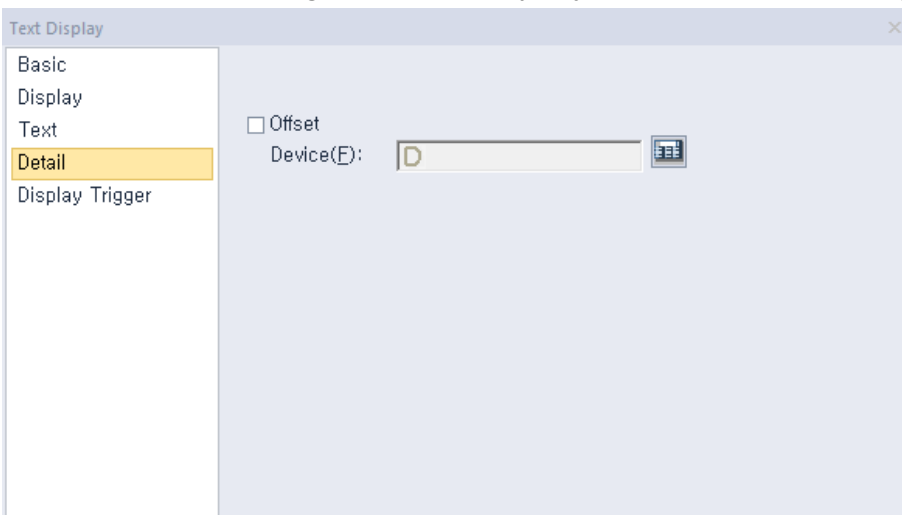 Text Display
Basic
Display
Text
Detail
Display Trigger
Offset
Device(F):
D